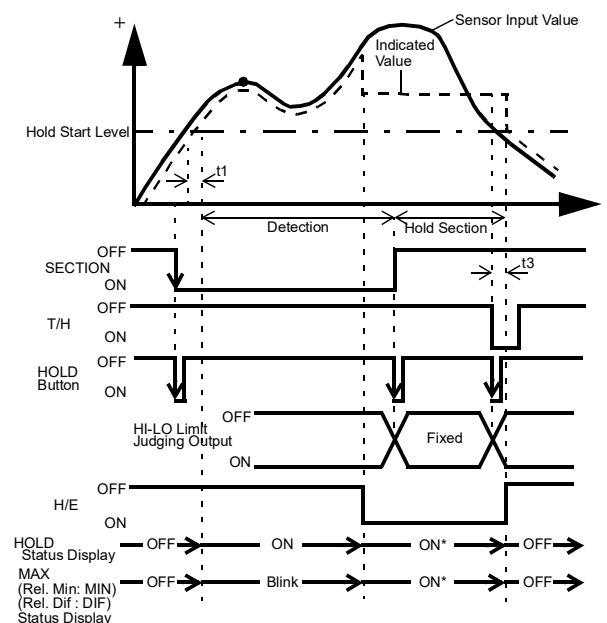 +
Sensor Input Value
Indicated
Value
Hold Start Level
t1
Detection
Hold Section
OFF
SECTION
ON
t3
OFF
T/H
ON
OFF
HOLD
Button
ON
HI-LO Limit
Judging Output
OFF
Fixed
ON
OFF
H/E
ON
HOLD
Status Display
OFF
ON
ON*
OFF
MAX
(Rel. Min: MIN)
(Rel. Dif : DIF)
Status Display
OFF
Blink
ON*
OFF